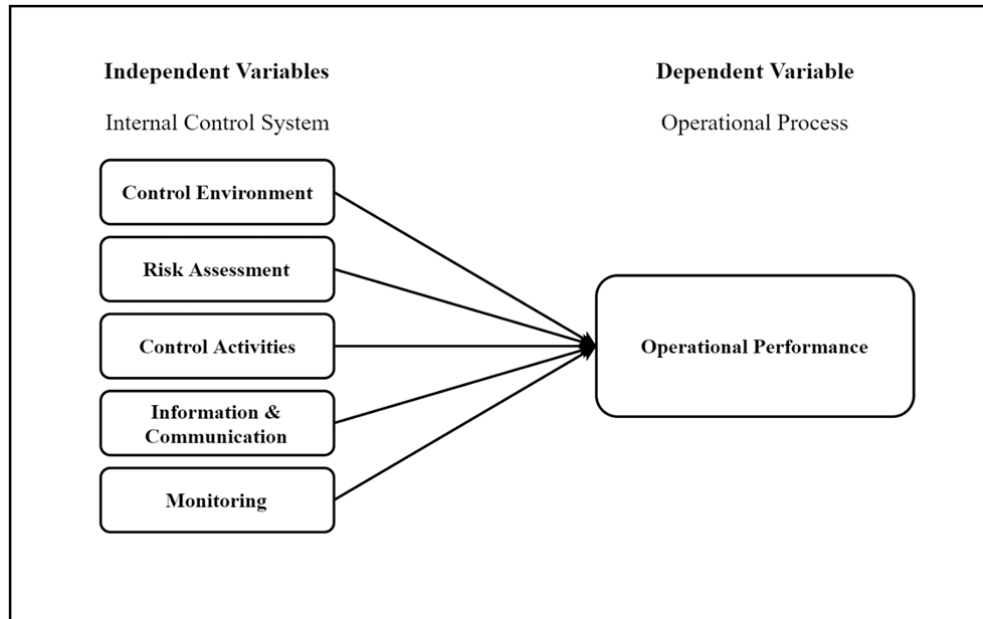 Independent Variables
Dependent Variable
Internal Control System
Operational Process
Control Environment
Risk Assessment
Control Activities
Information &
Communication
Monitoring
Operational Performance